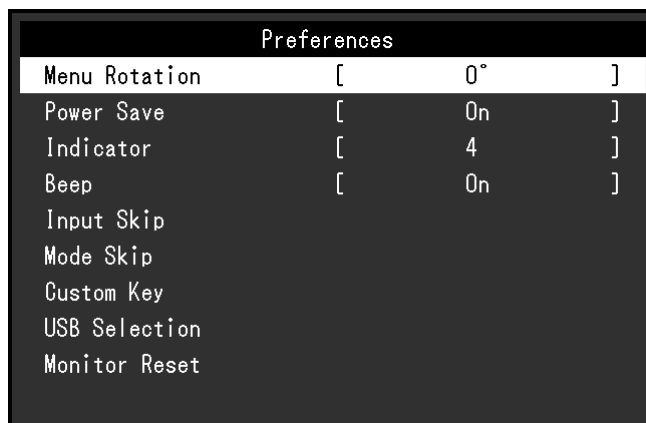 Preferences
Menu Rotation [ 0° ]
Power Save [ On ]
Indicator [ 4 ]
Beep [ On ]
Input Skip
Mode Skip
Custom Key
USB Selection
Monitor Reset